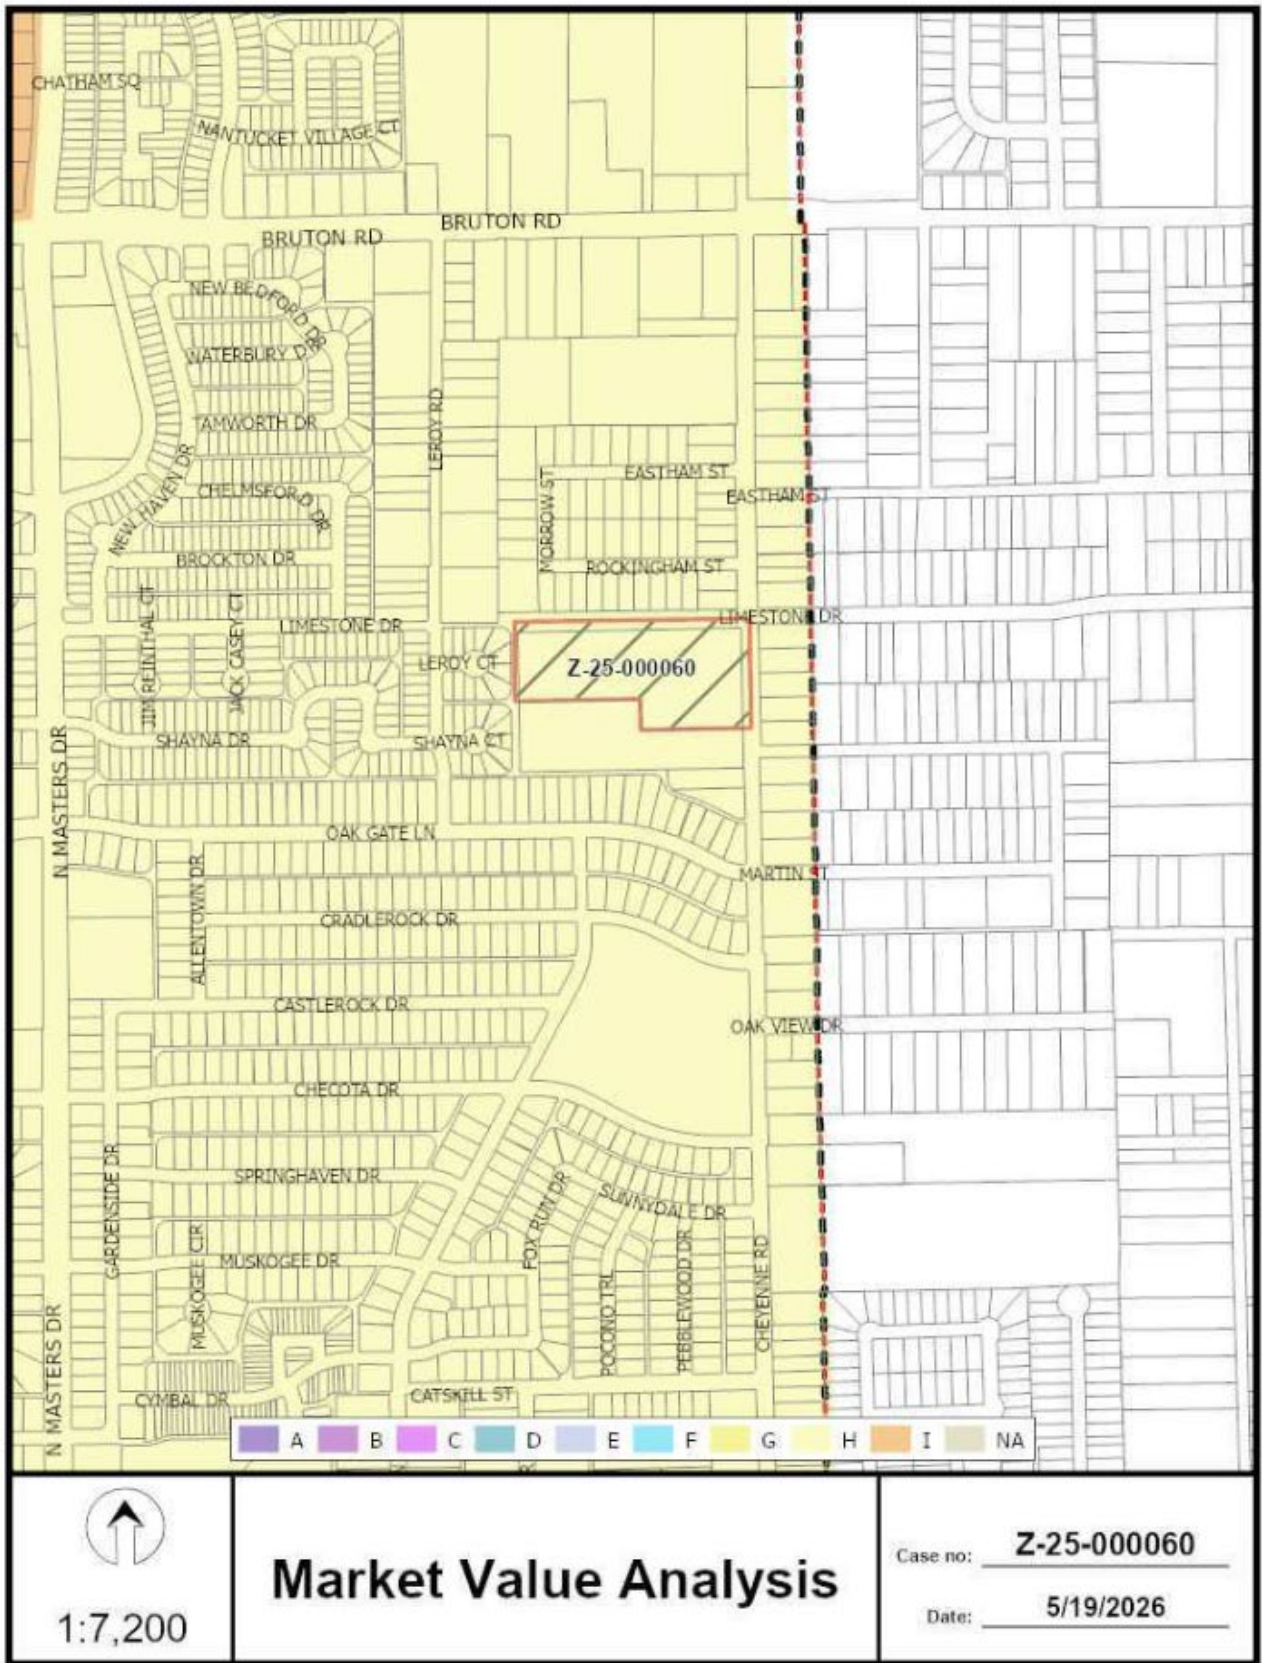 CHATHAM SQ
NANTUCKET VILLAGE CT
BRUTON RD
BRUTON RD
NEW BEDFORD DR
WATERBURY DR
TAMWORTH DR
LEROY RD
NEW HAVEN DR
CHELMSFORD DR
MORROW ST
EASTHAM ST
EASTHAM ST
BROCKTON DR
ROCKINGHAM ST
JIM REINTHAL CT
JACK CASEY CT
LIMESTONE DR
LIMESTONE DR
LEROY CT
Z-25-000060
SHAYNA DR
SHAYNA CT
N MASTERS DR
OAK GATE LN
MARTIN ST
ALLENTOWN DR
CRADLEROCK DR
CASTLEROCK DR
OAK VIEW DR
CHECOTA DR
GARDENSIDE DR
SPRINGHAVEN DR
FOX RUN DR
SUNNYDALE DR
MUSKOGEE CIR
MUSKOGEE DR
POCONO TRL
PEBBLEWOOD DR
CHEYENNE RD
N MASTERS DR
CYMBAL DR
CATSKILL ST
A B C D E F G H I NA
1:7,200
Market Value Analysis
Case no: Z-25-000060
Date: 5/19/2026